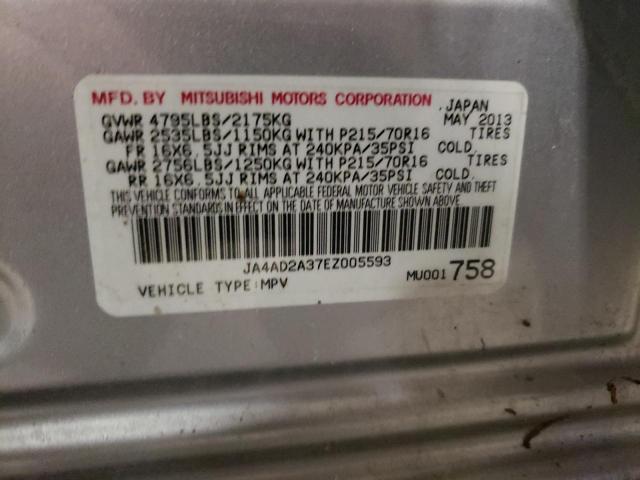 MFD. BY MITSUBISHI MOTORS CORPORATION JAPAN
GVWR 4795LBS/2175KG MAY 2013
GAWR 2535LBS/1150KG WITH P215/70R16 TIRES
FR 16X6.5JJ RIMS AT 240KPA/35PSI COLD.
GAWR 2756LBS/1250KG WITH P215/70R16 TIRES
RR 16X6.5JJ RIMS AT 240KPA/35PSI COLD.
THIS VEHICLE CONFORMS TO ALL APPLICABLE FEDERAL MOTOR VEHICLE SAFETY AND THEFT
PREVENTION STANDARDS IN EFFECT ON THE DATE OF MANUFACTURE SHOWN ABOVE.
JA4AD2A37EZ005593
VEHICLE TYPE:MPV MU001758